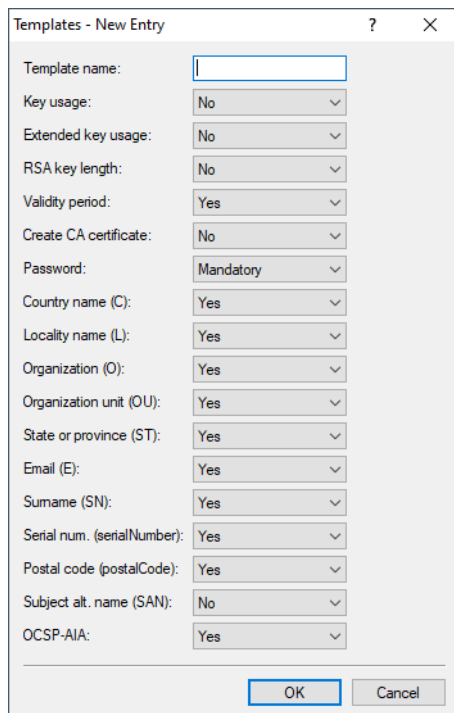 Templates - New Entry ?
Template name:
Key usage: No
Extended key usage: No
RSA key length: No
Validity period: Yes
Create CA certificate: No
Password: Mandatory
Country name (C): Yes
Locality name (L): Yes
Organization (O): Yes
Organization unit (OU): Yes
State or province (ST): Yes
Email (E): Yes
Surname (SN): Yes
Serial num. (serialNumber): Yes
Postal code (postalCode): Yes
Subject alt. name (SAN): No
OCSP-AIA: Yes
OK Cancel